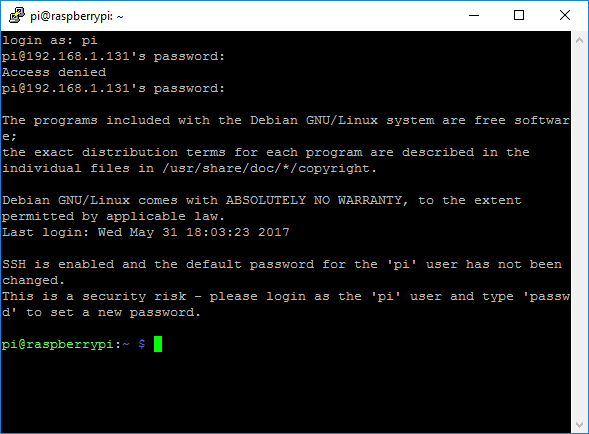 pi@raspberrypi: ~
login as: pi
pi@192.168.1.131's password:
Access denied
pi@192.168.1.131's password:
The programs included with the Debian GNU/Linux system are free softwar
e;
the exact distribution terms for each program are described in the
individual files in /usr/share/doc/*/copyright.
Debian GNU/Linux comes with ABSOLUTELY NO WARRANTY, to the extent
permitted by applicable law.
Last login: Wed May 31 18:03:23 2017
SSH is enabled and the default password for the 'pi' user has not been
changed.
This is a security risk - please login as the 'pi' user and type 'passw
d' to set a new password.
pi@raspberrypi:~ $